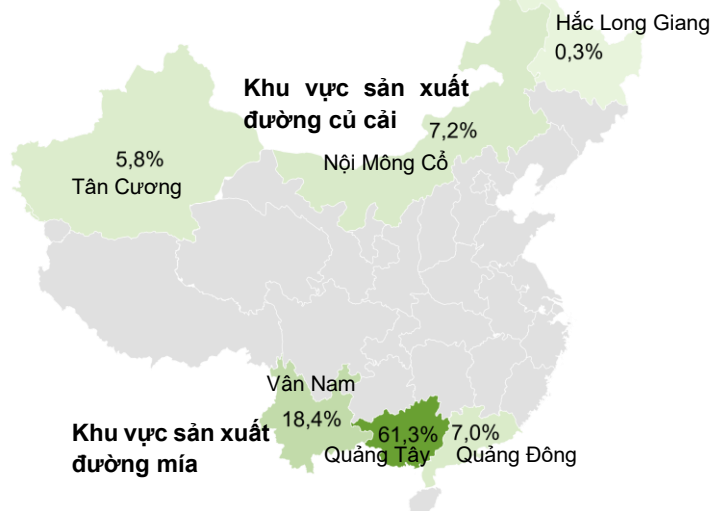 Hắc Long Giang
0,3%
Khu vực sản xuất
đường củ cải
7,2%
Nội Mông Cổ
5,8%
Tân Cương
Vân Nam
18,4%
Khu vực sản xuất
đường mía
61,3%
Quảng Tây
7,0%
Quảng Đông